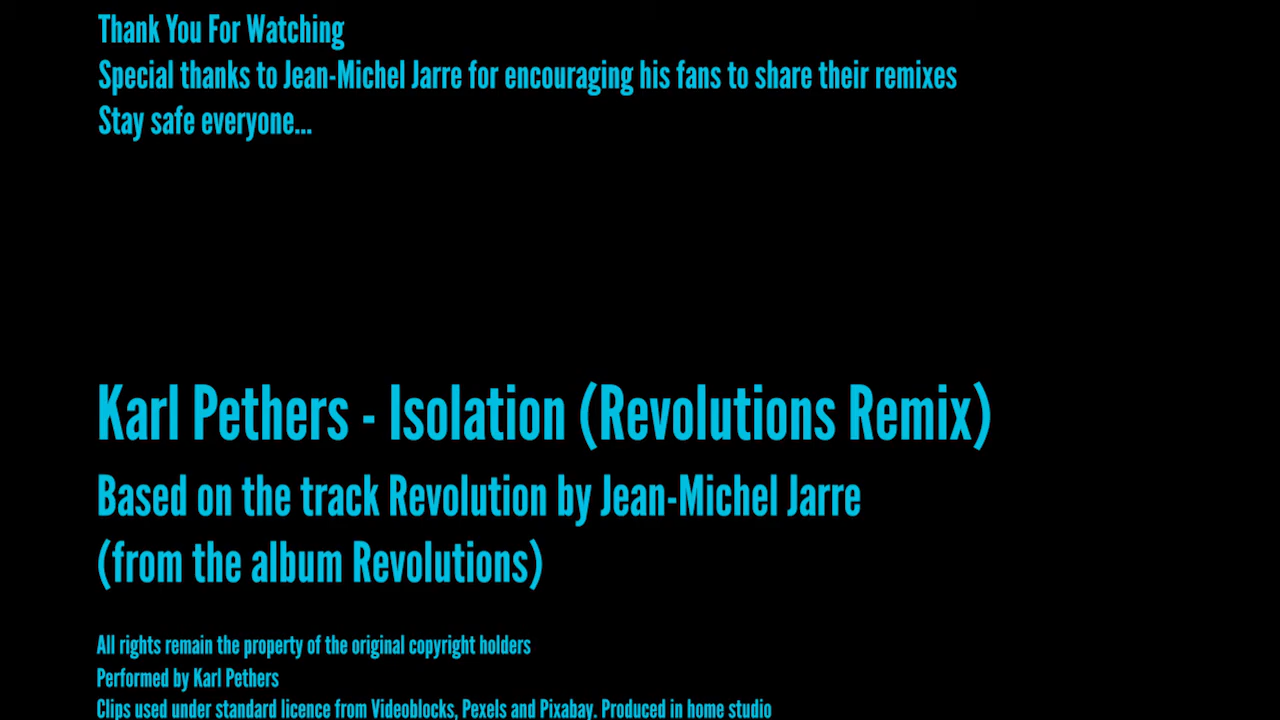 Thank You For Watching
Special thanks to Jean-Michel Jarre for encouraging his fans to share their remixes
Stay safe everyone...
Karl Pethers - Isolation (Revolutions Remix)
Based on the track Revolution by Jean-Michel Jarre
(from the album Revolutions)
All rights remain the property of the original copyright holders
Performed by Karl Pethers
Clips used under standard licence from Videoblocks, Pexels and Pixabay. Produced in home studio